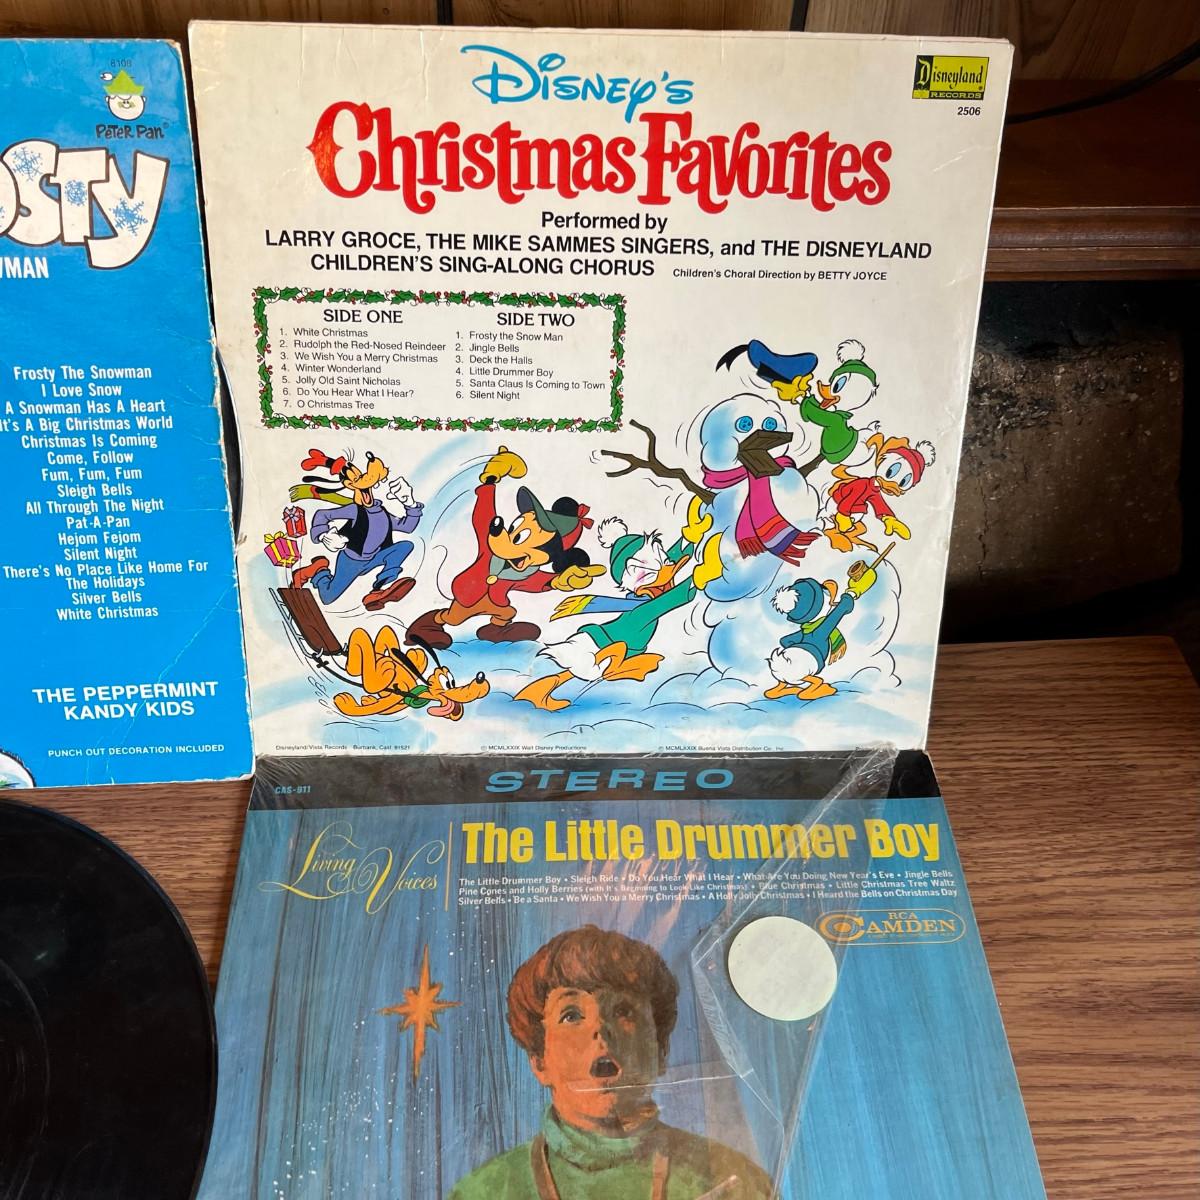 8108
PETER PAN
OSTY
WMAN
Frosty The Snowman
I Love Snow
A Snowman Has A Heart
It's A Big Christmas World
Christmas Is Coming
Come, Follow
Fum, Fum, Fum
Sleigh Bells
All Through The Night
Pat-A-Pan
Hejom Fejom
Silent Night
There's No Place Like Home For
The Holidays
Silver Bells
White Christmas
THE PEPPERMINT
KANDY KIDS
PUNCH OUT DECORATION INCLUDED
DISNEY'S
Christmas Favorites
Disneyland
RECORDS
2506
Performed by
LARRY GROCE, THE MIKE SAMMES SINGERS, and THE DISNEYLAND
CHILDREN'S SING-ALONG CHORUS Children's Choral Direction by BETTY JOYCE
SIDE ONE
1. White Christmas
2. Rudolph the Red-Nosed Reindeer
3. We Wish You a Merry Christmas
4. Winter Wonderland
5. Jolly Old Saint Nicholas
6. Do You Hear What I Hear?
7. O Christmas Tree
SIDE TWO
1. Frosty the Snow Man
2. Jingle Bells
3. Deck the Halls
4. Little Drummer Boy
5. Santa Claus Is Coming to Town
6. Silent Night
Disneyland/Vista Records Burbank, Calif. 91521
© MCMLXXIX Walt Disney Productions
℗ MCMLXXIX Buena Vista Distribution Co., Inc.
CAS-911
STEREO
Living Voices
The Little Drummer Boy
The Little Drummer Boy • Sleigh Ride • Do You Hear What I Hear • What Are You Doing New Year's Eve • Jingle Bells
Pine Cones and Holly Berries (with It's Beginning to Look Like Christmas) • Blue Christmas • Little Christmas Tree Waltz
Silver Bells • Be a Santa • We Wish You a Merry Christmas • A Holly Jolly Christmas • I Heard the Bells on Christmas Day
RCA
CAMDEN